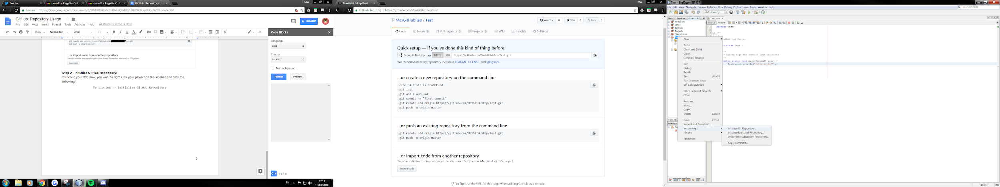 Twitter
skandika Regatta Oxfo
skandika Regatta Oxfo
GitHub: Repository Us
Max
Secure
https://docs.google.com/document/d/1XsURXF8oAdmKAFnQhdJltEFDLK9K1LxpUdppVZOLevw/edit#
GitHub: Repository Usage
File Edit View Insert Format Tools Add-ons Help All changes saved in Drive
SHARE
100% Normal text Arial 11
git remote add origin https://github.com/ est.git
git push -u origin master
...or import code from another repository
You can initialize this repository with code from a Subversion, Mercurial, or TFS project.
Import code
Step 2 - Initialize GitHub Repository:
Switch to your IDE now, you want to right click your project on the sidebar and click the
following:
Versioning >> Initialize GitHub Repository
3
Code Blocks
Language
auto
Theme
ascetic
No background
Format Preview
v1.5.0
EN
12:13
18/03/2018
MaxGitHubRep/Test
Max
GitHub, Inc. [US] https://github.com/MaxGitHubRep/Test
MaxGitHubRep / Test
Watch 0 Star 0 Fork 0
Code Issues 0 Pull requests 0 Projects 0 Wiki Insights Settings
Quick setup — if you've done this kind of thing before
Set up in Desktop or HTTPS SSH https://github.com/MaxGitHubRep/Test.git
We recommend every repository include a README, LICENSE, and .gitignore.
...or create a new repository on the command line
echo "# Test" >> README.md
git init
git add README.md
git commit -m "first commit"
git remote add origin https://github.com/MaxGitHubRep/Test.git
git push -u origin master
...or push an existing repository from the command line
git remote add origin https://github.com/MaxGitHubRep/Test.git
git push -u origin master
...or import code from another repository
You can initialize this repository with code from a Subversion, Mercurial, or TFS project.
Import code
ProTip! Use the URL for this page when adding GitHub as a remote.
Test - NetBeans IDE 8.2
File Edit View Navigate Source Refactor Run Debug Profile Team Tools Window Help
Search (Ctrl+I)
<default config>
Files Services Proje...
CodeBank
Email
PetShop
Projects
SharePrices
Test.java
Source History
1 package test;
2
3 /**
4 *
author Max Carter
ic class Test {
/**
* @param args the command line arguments
*/
public static void main(String[] args) {
System.out.println("Hello World!");
New
Build
Clean and Build
Clean
Generate Javadoc
Run
Debug
Profile
Test Alt+F6
Run Selenium Tests
Set Configuration
Open Required Projects
Close
Rename...
Move...
Copy...
Delete Delete
Find... Ctrl+F
Inspect and Transform...
Versioning
History
Properties
Initialize Git Repository...
Initialize Mercurial Repository...
Import into Subversion Repository...
Apply Diff Patch...
main - Nav
Members
13:41 INS